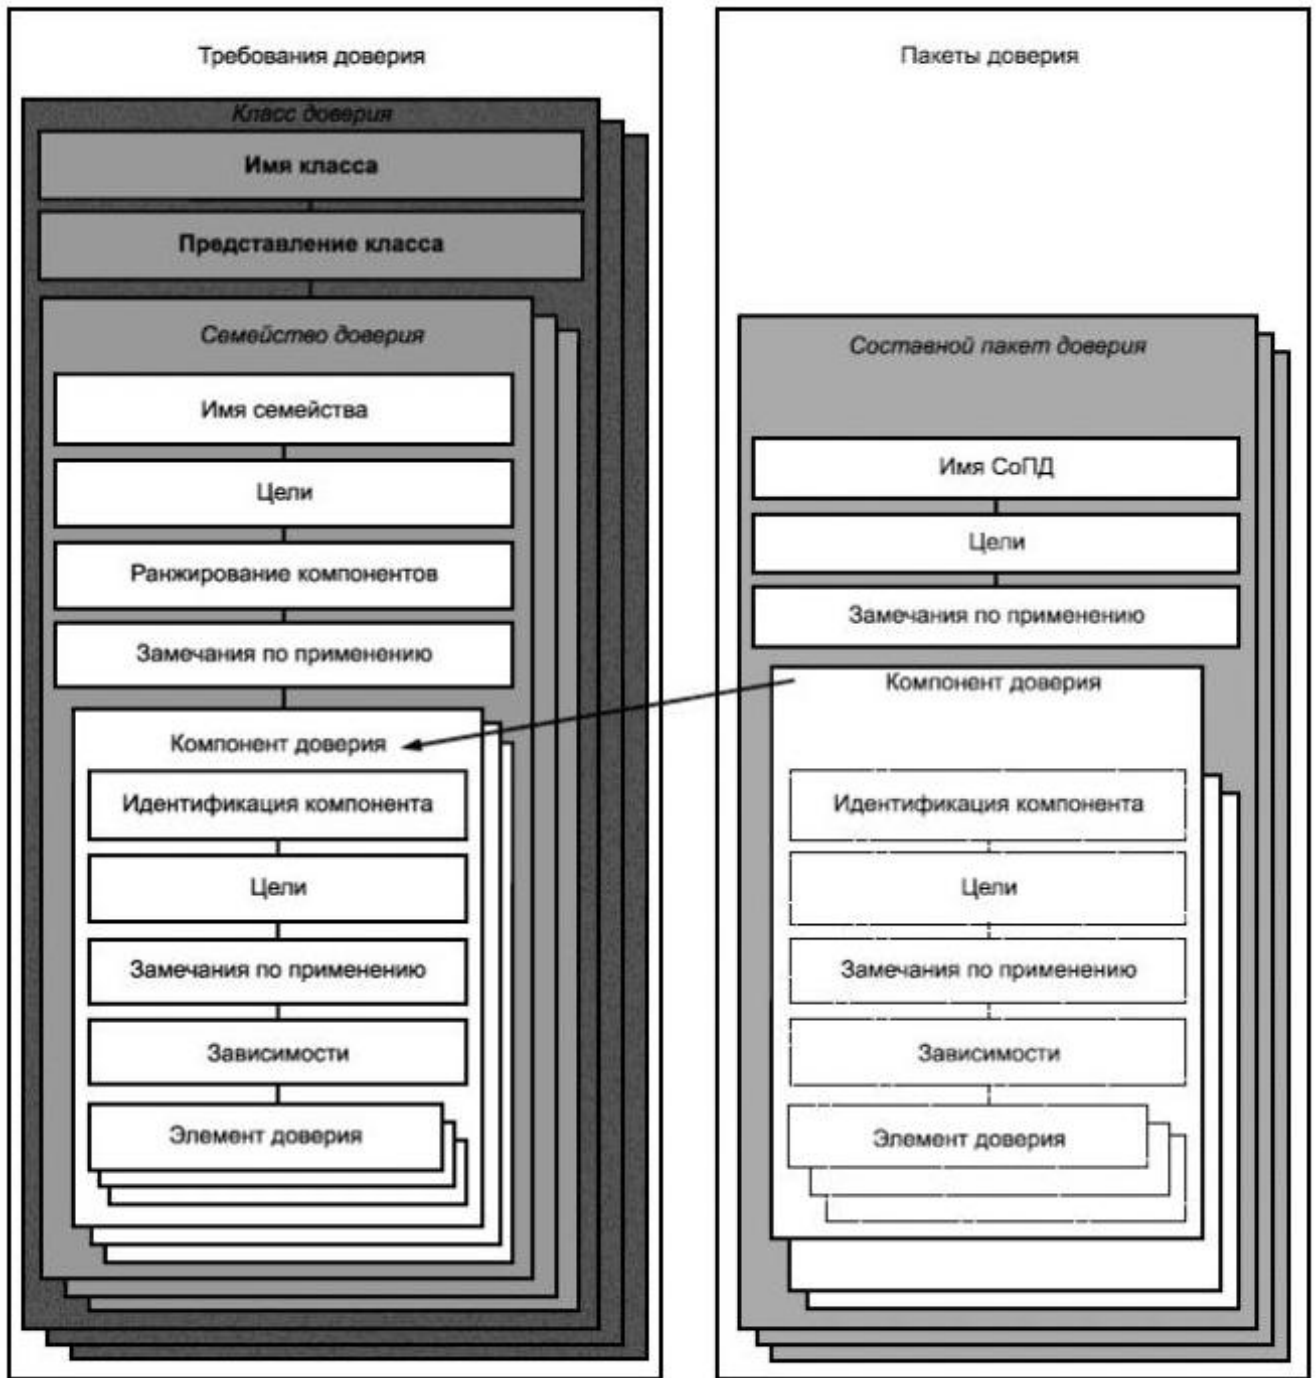 Требования доверия
Класс доверия
Имя класса
Представление класса
Семейство доверия
Имя семейства
Цели
Ранжирование компонентов
Замечания по применению
Компонент доверия
Идентификация компонента
Цели
Замечания по применению
Зависимости
Элемент доверия
Пакеты доверия
Составной пакет доверия
Имя СоПД
Цели
Замечания по применению
Компонент доверия
Идентификация компонента
Цели
Замечания по применению
Зависимости
Элемент доверия